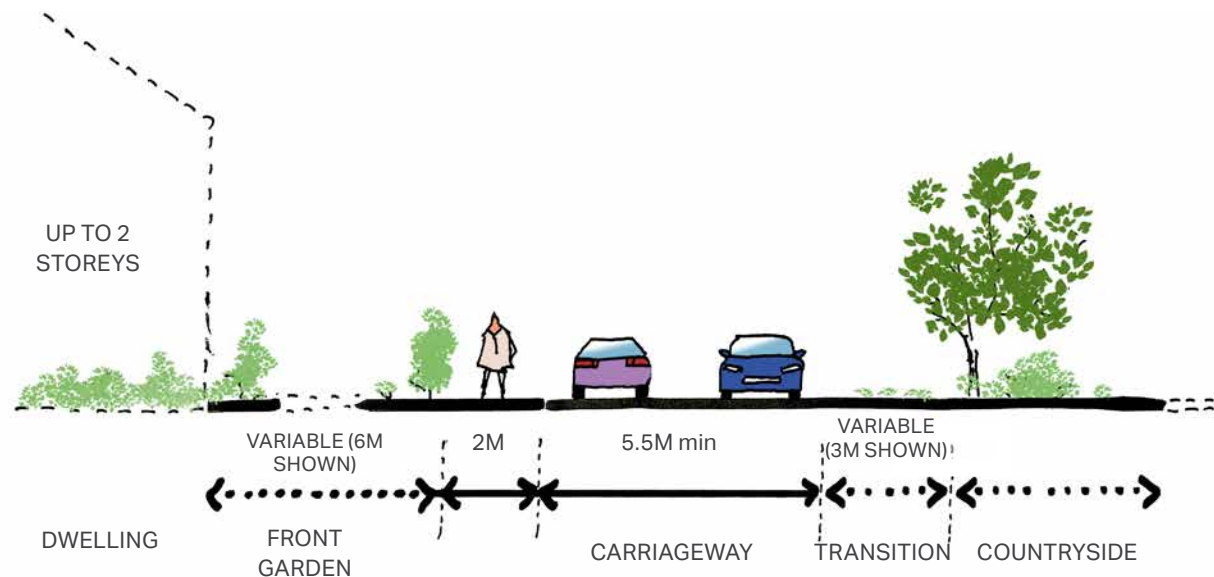 UP TO 2
STOREYS
VARIABLE (6M
SHOWN)
2M
5.5M min
VARIABLE
(3M SHOWN)
DWELLING
FRONT
GARDEN
CARRIAGEWAY
TRANSITION
COUNTRYSIDE